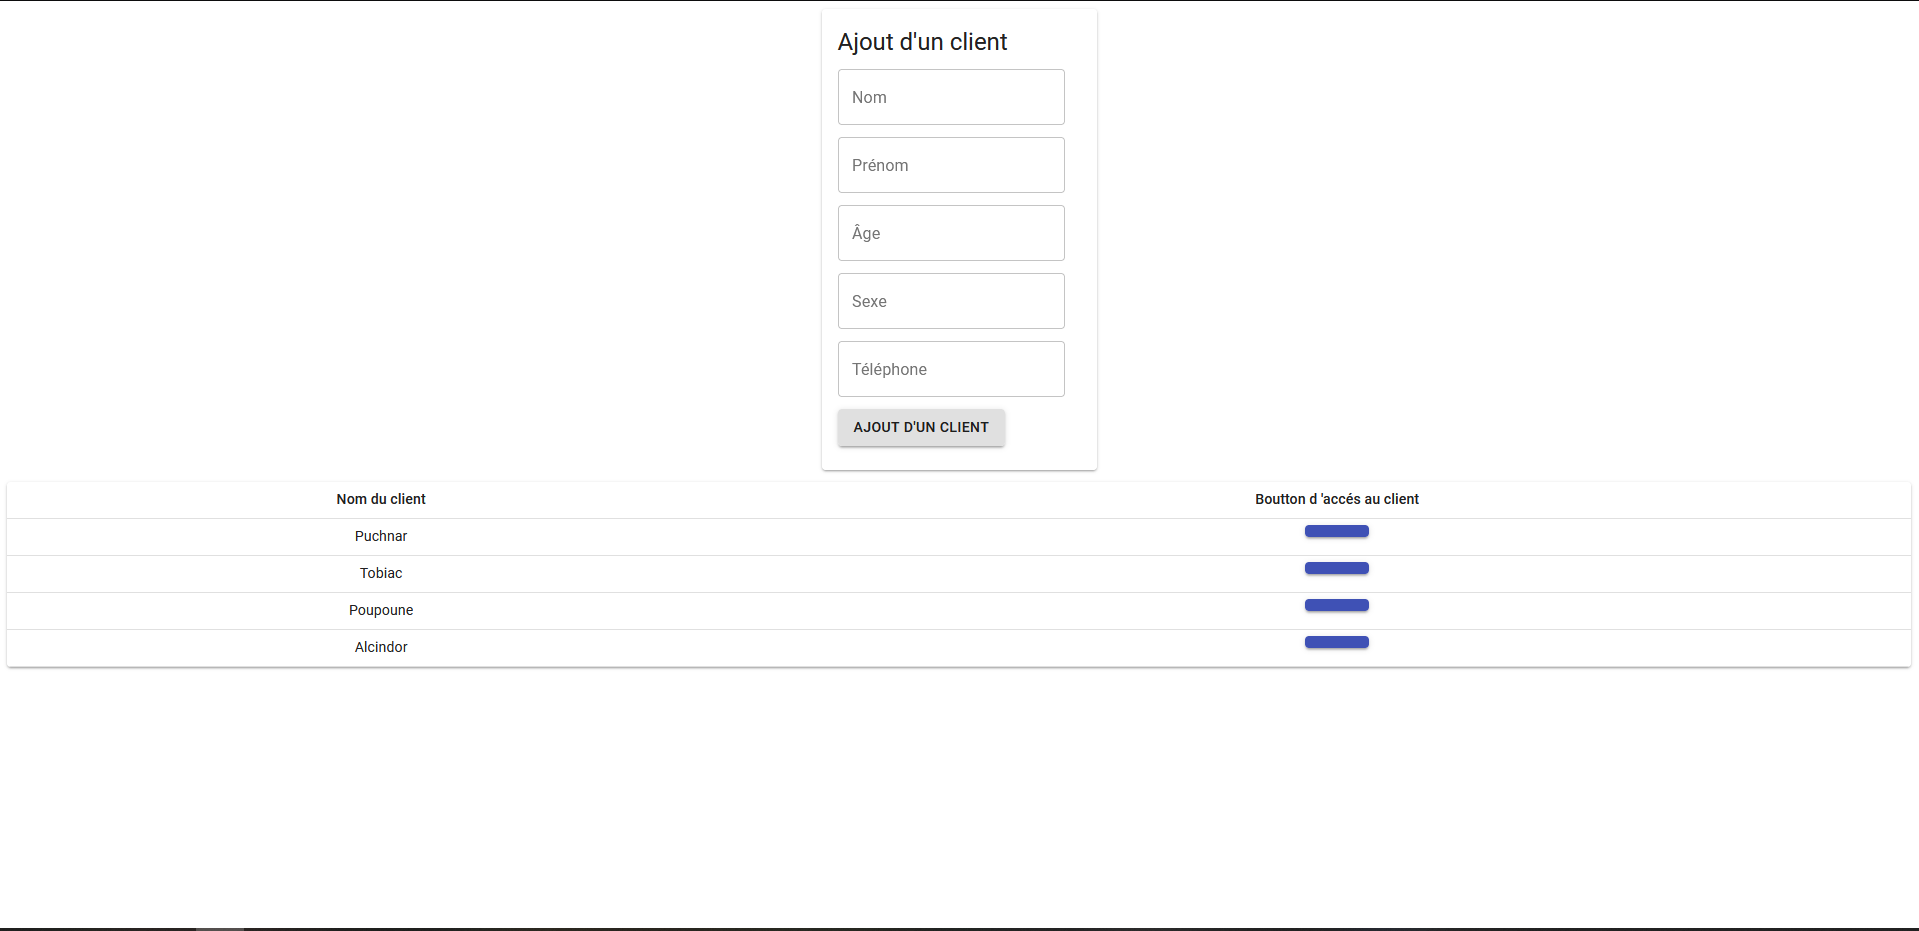 Ajout d'un client
Nom
Prénom
Âge
Sexe
Téléphone
AJOUT D'UN CLIENT
Nom du client Boutton d 'accés au client
Puchnar
Tobiac
Poupoune
Alcindor